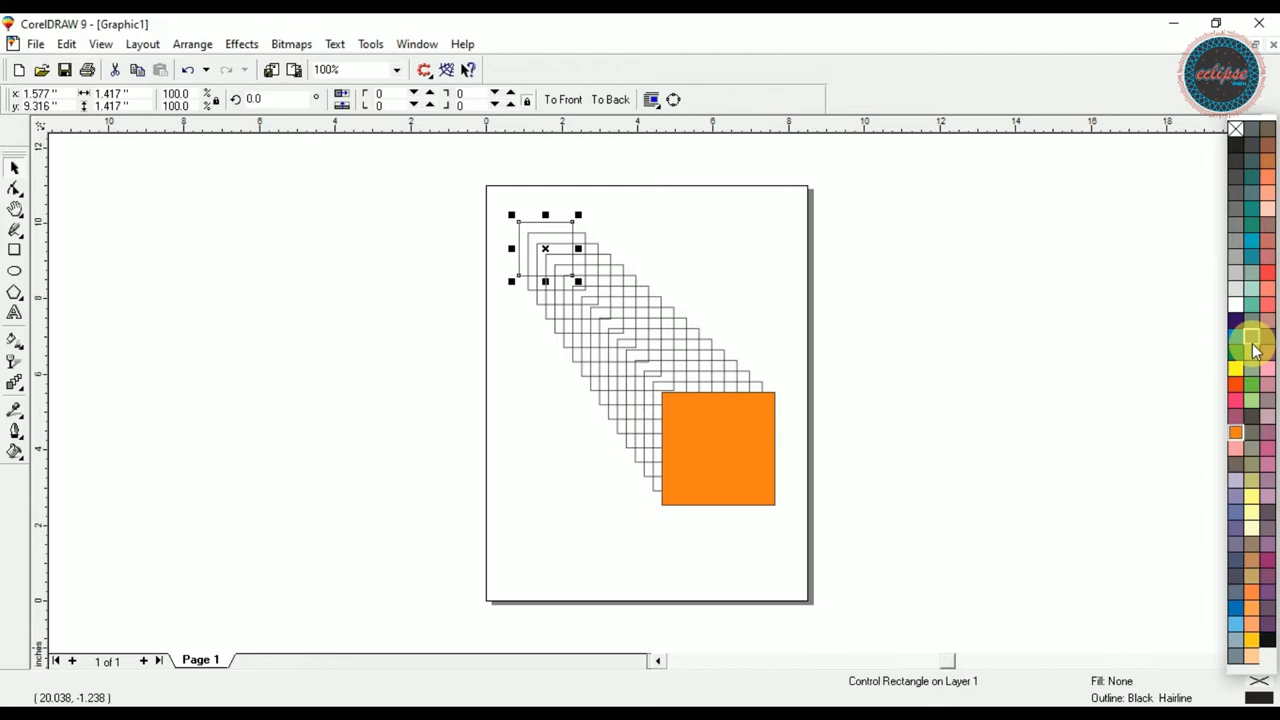 CorelDRAW 9 - [Graphic1]
File Edit View Layout Arrange Effects Bitmaps Text Tools Window Help
100%
eclipse
x: 1.577" 1.417" 100.0 % 0.0 ° 0 0 To Front To Back
y: 9.316" 1.417" 100.0 % 0 0
10 8 6 4 2 0 2 4 6 8 10 12 14 16 18
12
10
8
6
4
2
0
inches
1 of 1 Page 1
Control Rectangle on Layer 1 Fill: None
( 20.038, -1.238 ) Outline: Black Hairline